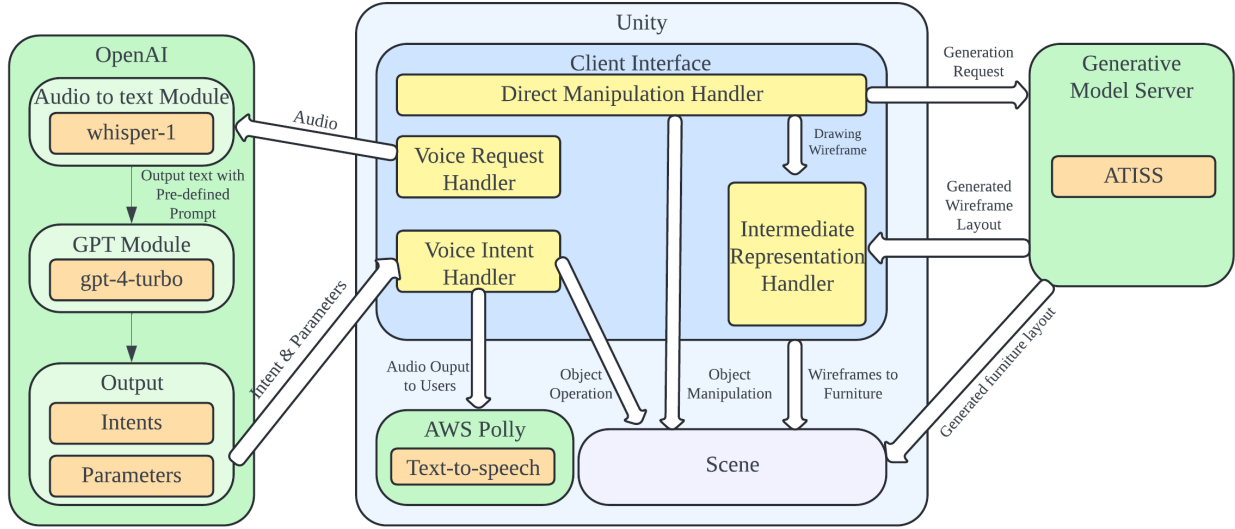 OpenAI
Audio to text Module
whisper-1
Output text with
Pre-defined
Prompt
GPT Module
gpt-4-turbo
Output
Intents
Parameters
Audio
Intent & Parameters
Unity
Client Interface
Direct Manipulation Handler
Voice Request
Handler
Voice Intent
Handler
Drawing
Wireframe
Intermediate
Representation
Handler
Audio Ouput
to Users
Object
Operation
Object
Manipulation
Wireframes to
Furniture
AWS Polly
Text-to-speech
Scene
Generation
Request
Generated
Wireframe
Layout
Generated furniture layout
Generative
Model Server
ATISS